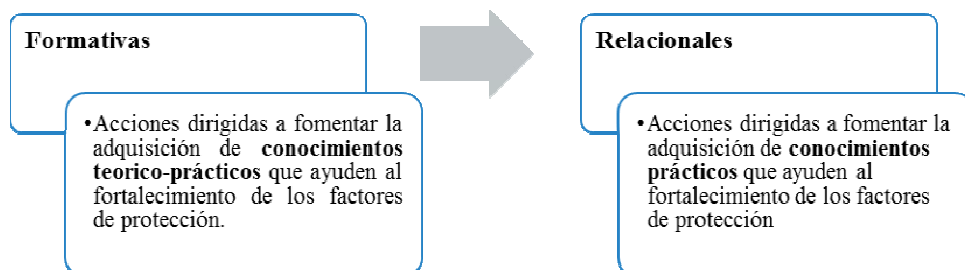 Formativas
•Acciones dirigidas a fomentar la
adquisición de conocimientos
teorico-prácticos que ayuden al
fortalecimiento de los factores
de protección.
Relacionales
•Acciones dirigidas a fomentar la
adquisición de conocimientos
prácticos que ayuden al
fortalecimiento de los factores
de protección